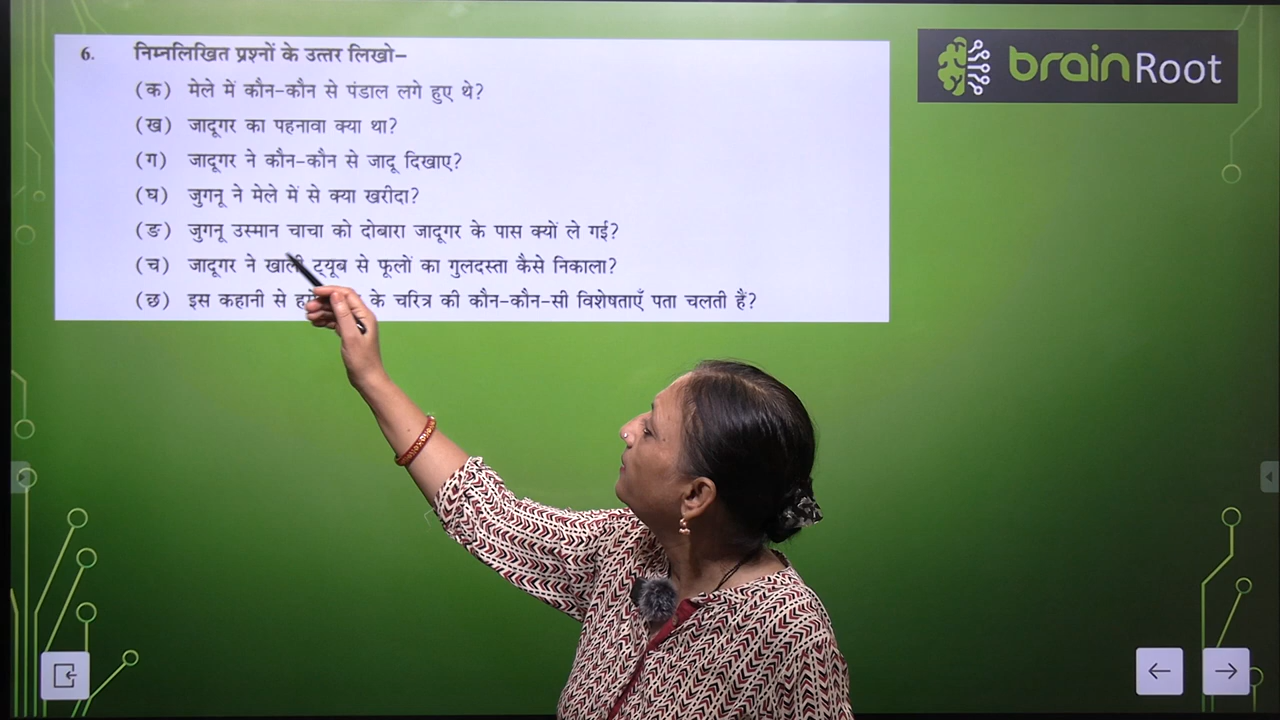 6. निम्नलिखित प्रश्नों के उत्तर लिखो–
(क) मेले में कौन-कौन से पंडाल लगे हुए थे?
(ख) जादूगर का पहनावा क्या था?
(ग) जादूगर ने कौन-कौन से जादू दिखाए?
(घ) जुगनू ने मेले में से क्या खरीदा?
(ङ) जुगनू उस्मान चाचा को दोबारा जादूगर के पास क्यों ले गई?
(च) जादूगर ने खाली ट्यूब से फूलों का गुलदस्ता कैसे निकाला?
(छ) इस कहानी से के चरित्र की कौन-कौन-सी विशेषताएँ पता चलती हैं?
brainRoot